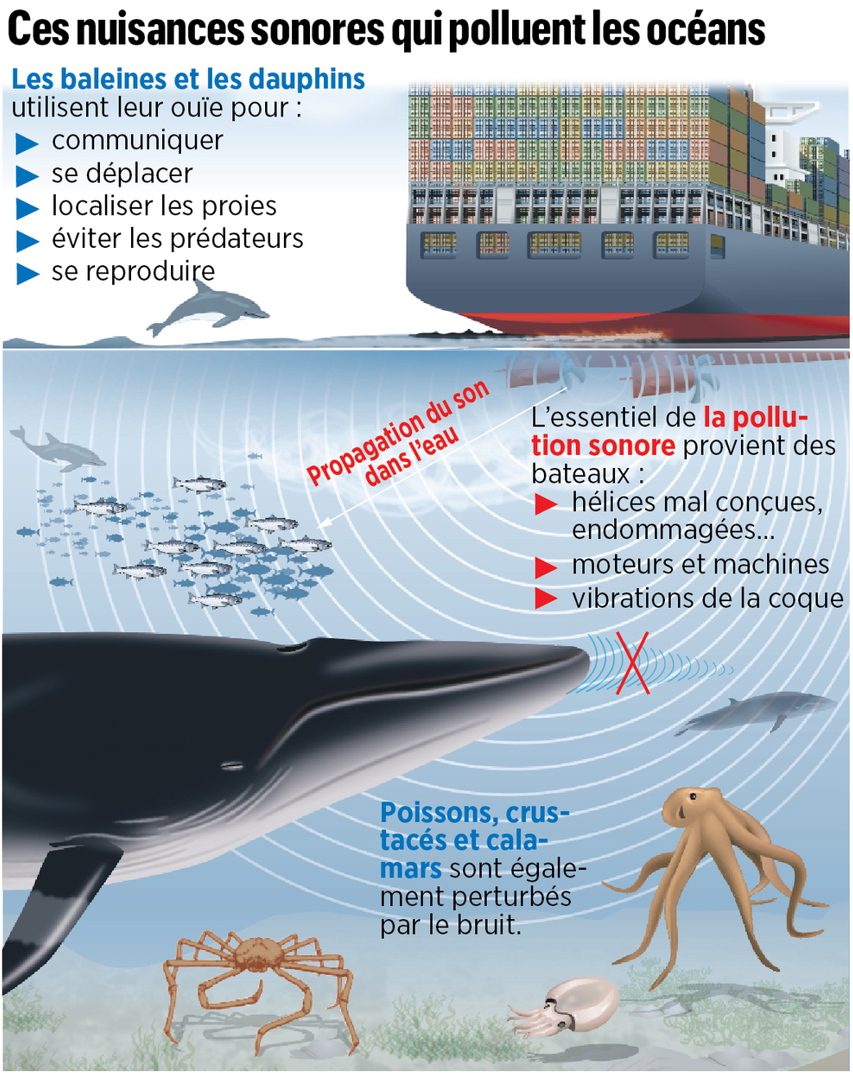 Ces nuisances sonores qui polluent les océans
Les baleines et les dauphins
utilisent leur ouïe pour :
► communiquer
► se déplacer
► localiser les proies
► éviter les prédateurs
► se reproduire
Propagation du son
dans l'eau
L'essentiel de la pollu-
tion sonore provient des
bateaux :
► hélices mal conçues,
endommagées...
► moteurs et machines
► vibrations de la coque
Poissons, crus-
tacés et cala-
mars sont égale-
ment perturbés
par le bruit.